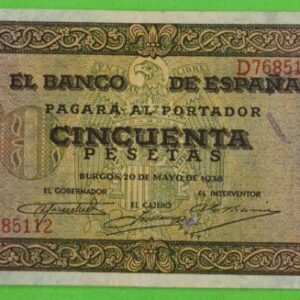 D7685112
EL BANCO DE ESPAÑA
PAGARÁ AL PORTADOR
CINCUENTA
PESETAS
BURGOS, 20 DE MAYO DE 1938
EL GOBERNADOR EL CAJERO EL INTERVENTOR
85112